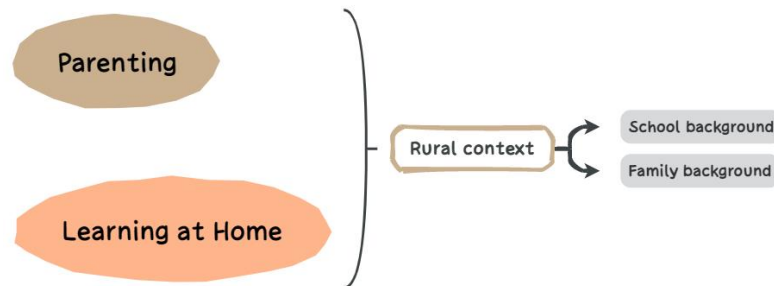 Parenting
Rural context
School background
Family background
Learning at Home